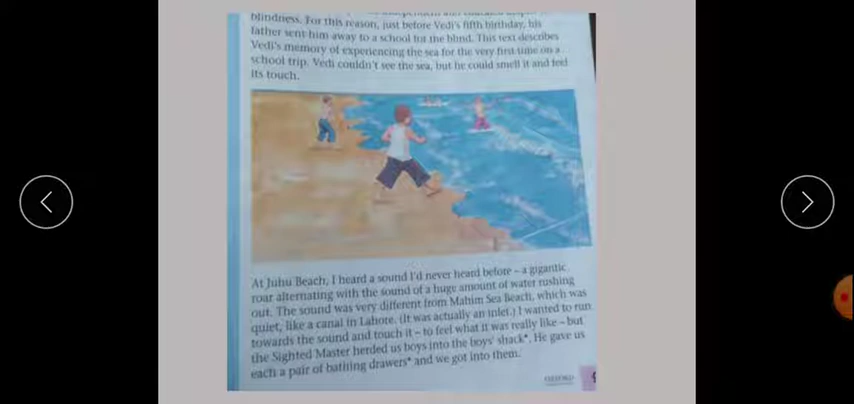 blindness. For this reason, just before Vedi's fifth birthday, his
father sent him away to a school for the blind. This text describes
Vedi's memory of experiencing the sea for the very first time on a
school trip. Vedi couldn't see the sea, but he could smell it and feel
its touch.
At Juhu Beach, I heard a sound I'd never heard before – a gigantic
roar alternating with the sound of a huge amount of water rushing
out. The sound was very different from Mahim Sea Beach, which was
quiet, like a canal in Lahore. (It was actually an inlet.) I wanted to run
towards the sound and touch it – to feel what it was really like – but
the Sighted Master herded us boys into the boys' shack*. He gave us
each a pair of bathing drawers* and we got into them.
OXFORD